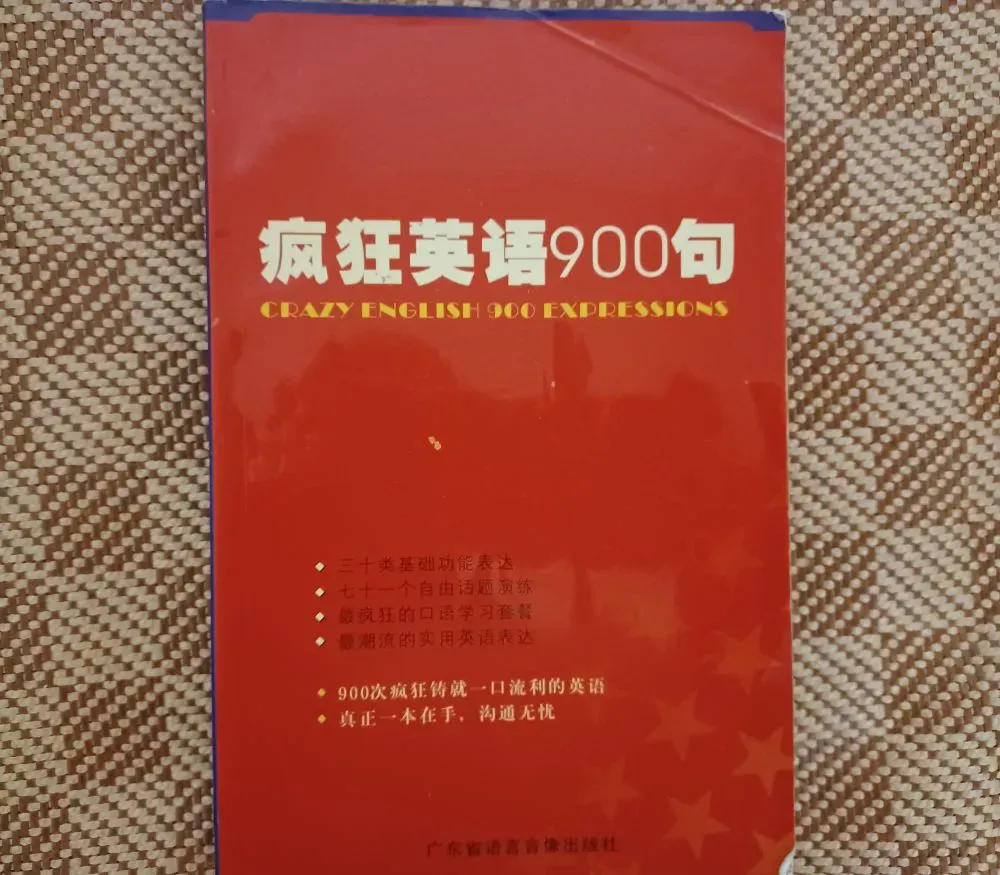 疯狂英语900句
CRAZY ENGLISH 900 EXPRESSIONS
三十类基础功能表达
七十一个自由话题演练
最疯狂的口语学习套餐
最潮流的实用英语表达
900次疯狂铸就一口流利的英语
真正一本在手，沟通无忧
广东省语言音像出版社